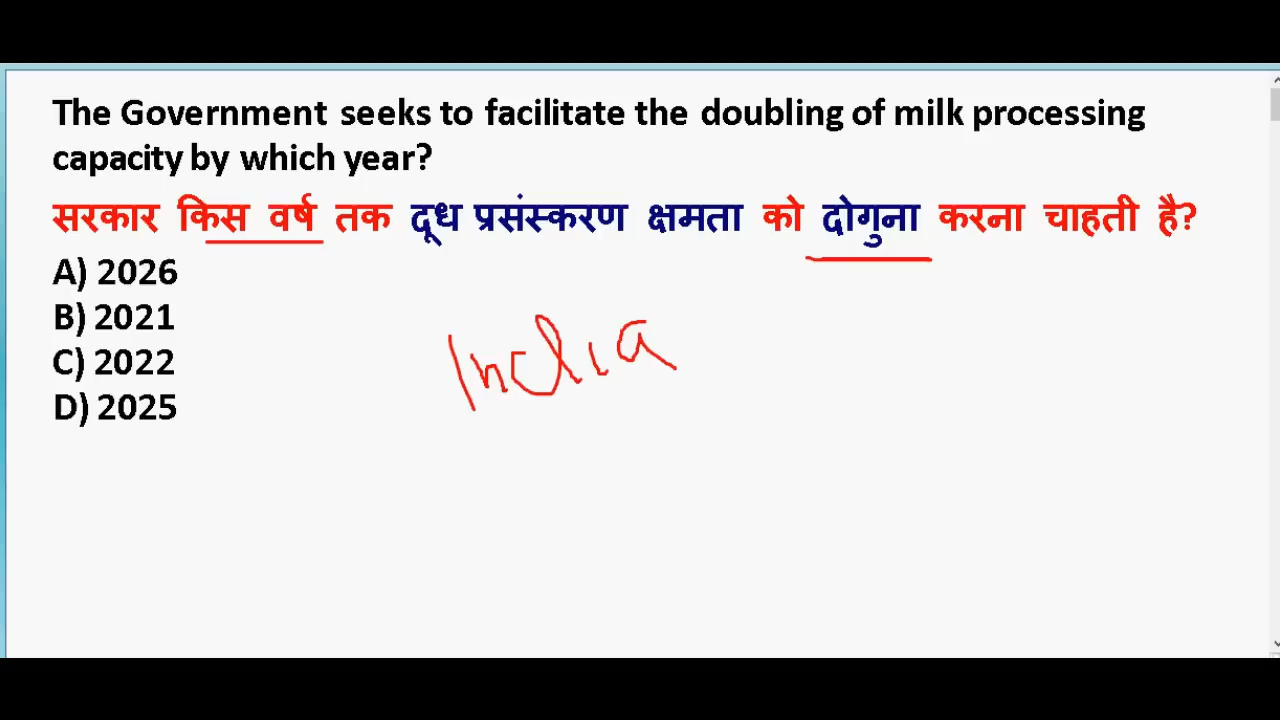 The Government seeks to facilitate the doubling of milk processing
capacity by which year?
सरकार किस वर्ष तक दूध प्रसंस्करण क्षमता को दोगुना करना चाहती है?
A) 2026
B) 2021
C) 2022
D) 2025
India